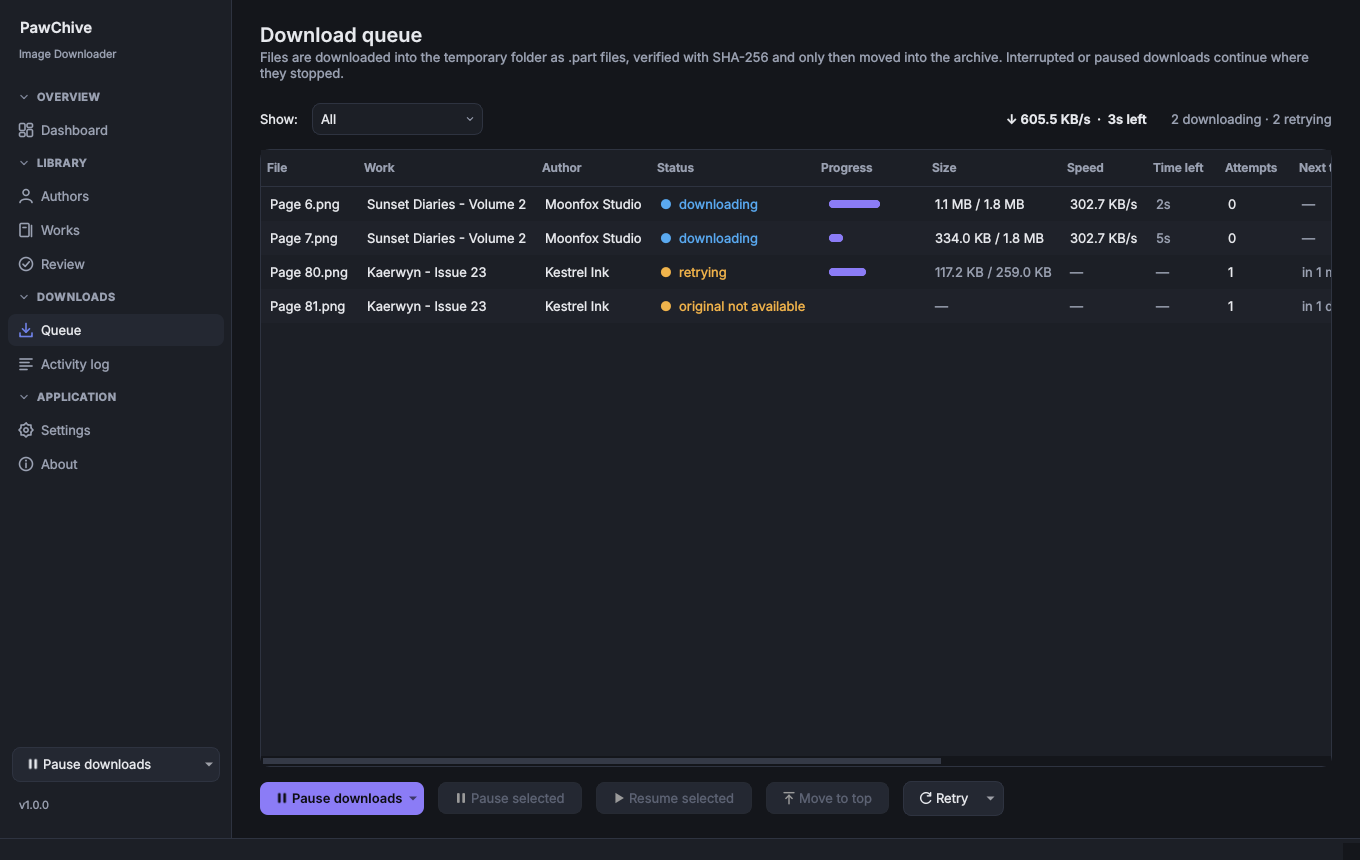 PawChive
Image Downloader
OVERVIEW
Dashboard
LIBRARY
Authors
Works
Review
DOWNLOADS
Queue
Activity log
APPLICATION
Settings
About
Pause downloads
v1.0.0
Download queue
Files are downloaded into the temporary folder as .part files, verified with SHA-256 and only then moved into the archive. Interrupted or paused downloads continue where
they stopped.
Show: All ↓ 605.5 KB/s · 3s left 2 downloading · 2 retrying
File Work Author Status Progress Size Speed Time left Attempts Next
Page 6.png Sunset Diaries - Volume 2 Moonfox Studio downloading 1.1 MB / 1.8 MB 302.7 KB/s 2s 0 —
Page 7.png Sunset Diaries - Volume 2 Moonfox Studio downloading 334.0 KB / 1.8 MB 302.7 KB/s 5s 0 —
Page 80.png Kaerwyn - Issue 23 Kestrel Ink retrying 117.2 KB / 259.0 KB — — 1 in 1
Page 81.png Kaerwyn - Issue 23 Kestrel Ink original not available — — — 1 in 1
Pause downloads Pause selected Resume selected Move to top Retry